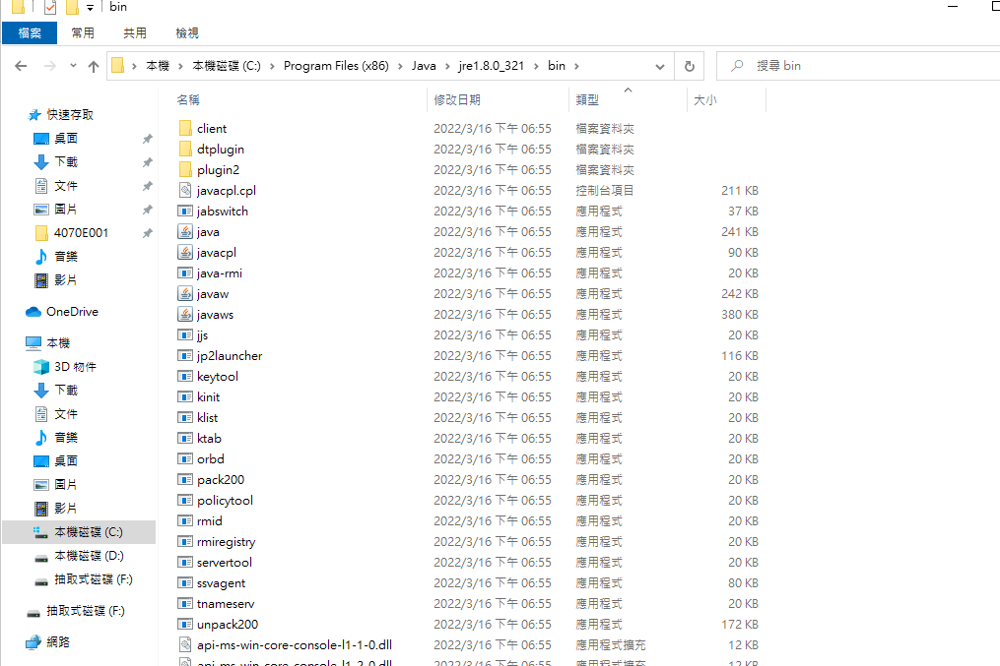 bin
檔案 常用 共用 檢視
本機 本機磁碟 (C:) Program Files (x86) Java jre1.8.0_321 bin 搜尋 bin
名稱 修改日期 類型 大小
快速存取
桌面
下載
文件
圖片
4070E001
音樂
影片
OneDrive
本機
3D 物件
下載
文件
音樂
桌面
圖片
影片
本機磁碟 (C:)
本機磁碟 (D:)
抽取式磁碟 (F:)
抽取式磁碟 (F:)
網路
client 2022/3/16 下午 06:55 檔案資料夾
dtplugin 2022/3/16 下午 06:55 檔案資料夾
plugin2 2022/3/16 下午 06:55 檔案資料夾
javacpl.cpl 2022/3/16 下午 06:55 控制台項目 211 KB
jabswitch 2022/3/16 下午 06:55 應用程式 37 KB
java 2022/3/16 下午 06:55 應用程式 241 KB
javacpl 2022/3/16 下午 06:55 應用程式 90 KB
java-rmi 2022/3/16 下午 06:55 應用程式 20 KB
javaw 2022/3/16 下午 06:55 應用程式 242 KB
javaws 2022/3/16 下午 06:55 應用程式 380 KB
jjs 2022/3/16 下午 06:55 應用程式 20 KB
jp2launcher 2022/3/16 下午 06:55 應用程式 116 KB
keytool 2022/3/16 下午 06:55 應用程式 20 KB
kinit 2022/3/16 下午 06:55 應用程式 20 KB
klist 2022/3/16 下午 06:55 應用程式 20 KB
ktab 2022/3/16 下午 06:55 應用程式 20 KB
orbd 2022/3/16 下午 06:55 應用程式 20 KB
pack200 2022/3/16 下午 06:55 應用程式 20 KB
policytool 2022/3/16 下午 06:55 應用程式 20 KB
rmid 2022/3/16 下午 06:55 應用程式 20 KB
rmiregistry 2022/3/16 下午 06:55 應用程式 20 KB
servertool 2022/3/16 下午 06:55 應用程式 20 KB
ssvagent 2022/3/16 下午 06:55 應用程式 80 KB
tnameserv 2022/3/16 下午 06:55 應用程式 20 KB
unpack200 2022/3/16 下午 06:55 應用程式 172 KB
api-ms-win-core-console-l1-1-0.dll 2022/3/16 下午 06:55 應用程式擴充 12 KB
api-ms-win-core-console-l1-2-0.dll 2022/3/16 下午 06:55 應用程式擴充 12 KB